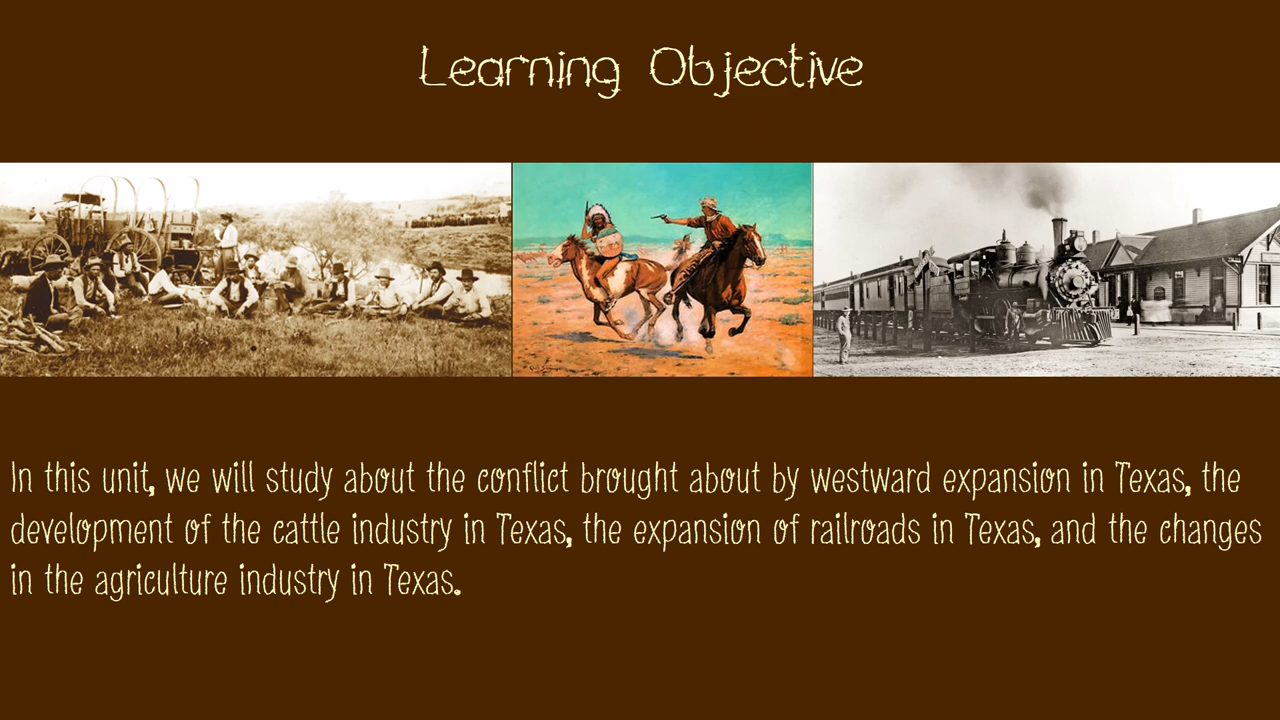 Learning Objective
In this unit, we will study about the conflict brought about by westward expansion in Texas, the
development of the cattle industry in Texas, the expansion of railroads in Texas, and the changes
in the agriculture industry in Texas.